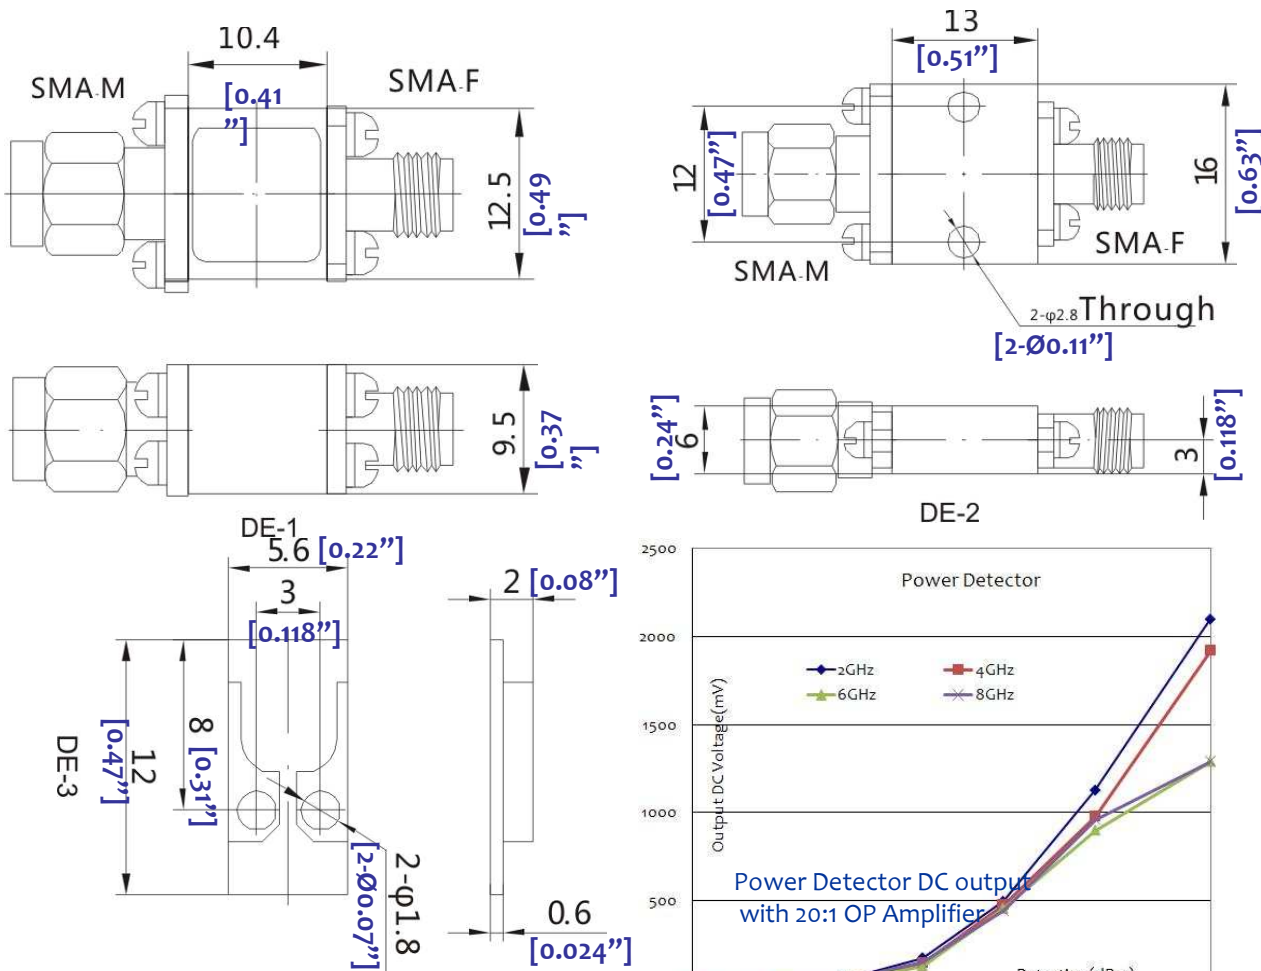 10.4
[0.41
"]
SMA-M
SMA-F
12.5
[0.49
"]
13
[0.51"]
12
[0.47"]
16
[0.63"]
SMA-M
SMA-F
2-φ2.8 Through
[2-Ø0.11"]
9.5
[0.37
"]
DE-1
[0.24"]
6
3
[0.118"]
DE-2
5.6 [0.22"]
3
[0.118"]
2 [0.08"]
DE-3
12
[0.47"]
8 [0.31"]
2-φ1.8
[2-Ø0.07"]
0.6
[0.024"]
2500
2000
1500
1000
500
Power Detector
2GHz
4GHz
6GHz
8GHz
Output DC Voltage(mV)
Power Detector DC output
with 20:1 OP Amplifier